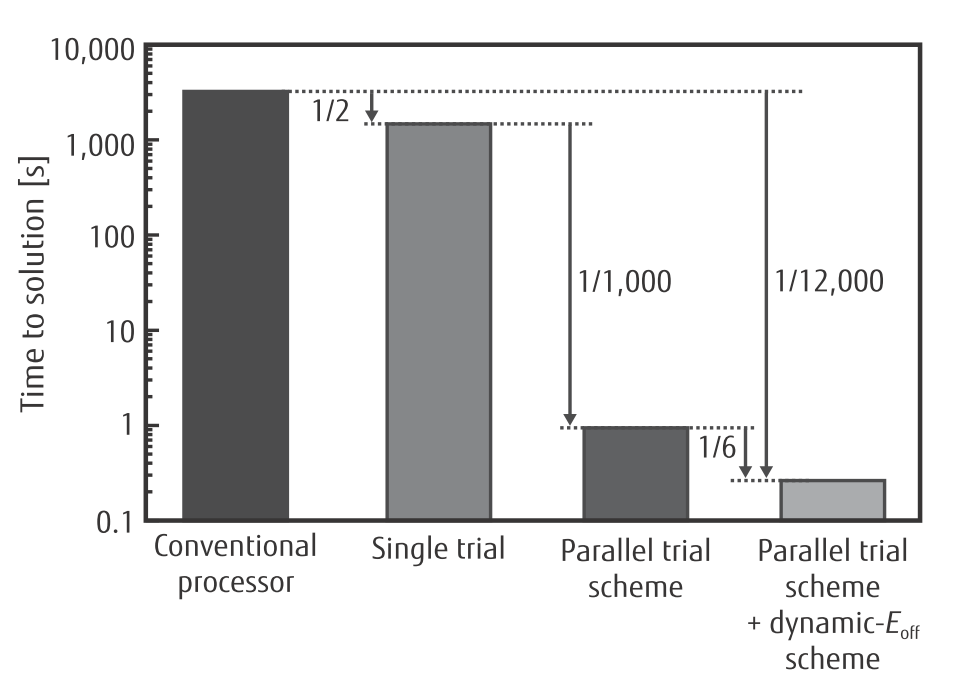 10,000
1,000
100
10
1
0.1
Time to solution [s]
1/2
1/1,000
1/12,000
1/6
Conventional
processor
Single trial
Parallel trial
scheme
Parallel trial
scheme
+ dynamic-Eoff
scheme